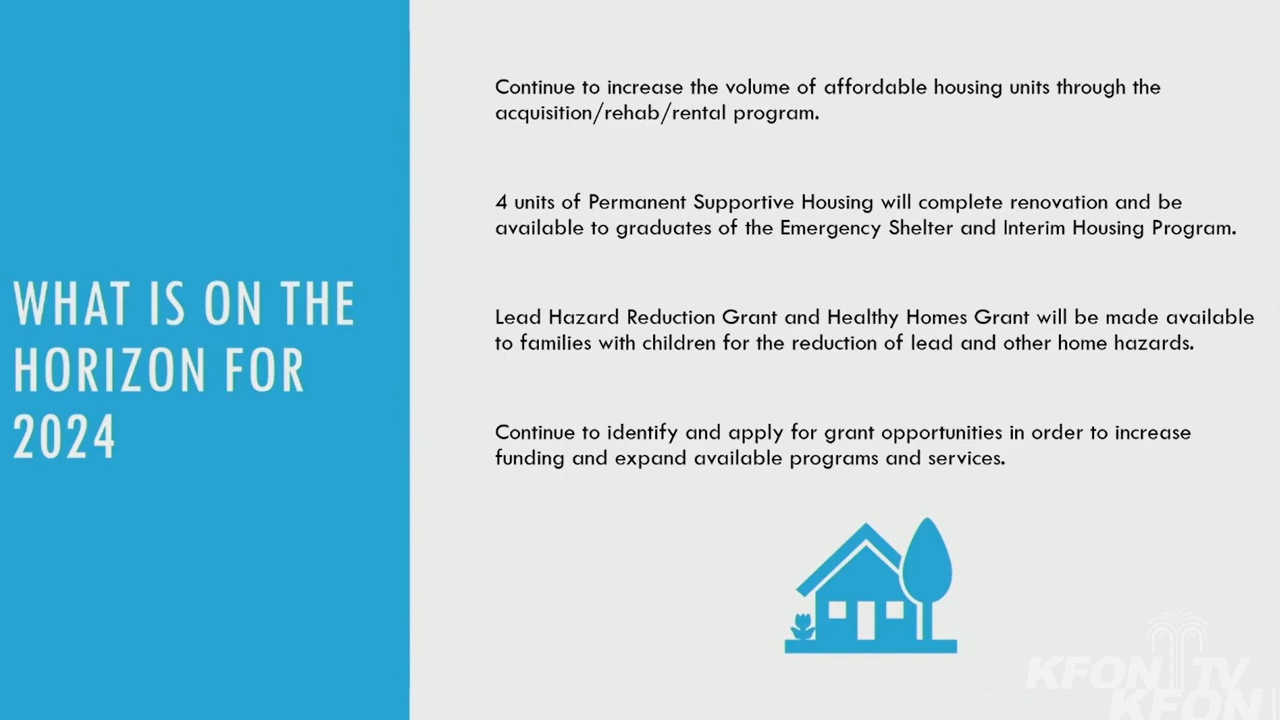 WHAT IS ON THE
HORIZON FOR
2024
Continue to increase the volume of affordable housing units through the
acquisition/rehab/rental program.
4 units of Permanent Supportive Housing will complete renovation and be
available to graduates of the Emergency Shelter and Interim Housing Program.
Lead Hazard Reduction Grant and Healthy Homes Grant will be made available
to families with children for the reduction of lead and other home hazards.
Continue to identify and apply for grant opportunities in order to increase
funding and expand available programs and services.
KFON TV
KFON